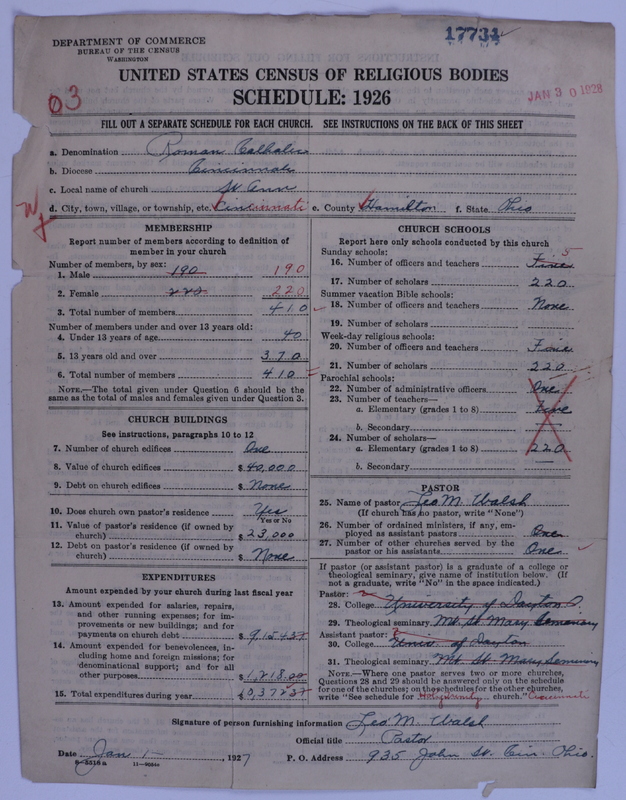 17731
DEPARTMENT OF COMMERCE
BUREAU OF THE CENSUS
WASHINGTON
UNITED STATES CENSUS OF RELIGIOUS BODIES
SCHEDULE: 1926
JAN 30 1928
03
FILL OUT A SEPARATE SCHEDULE FOR EACH CHURCH. SEE INSTRUCTIONS ON THE BACK OF THIS SHEET
a. Denomination Roman Catholic
b. Diocese Cincinnati
c. Local name of church St Ann
d. City, town, village, or township, etc. Cincinnati e. County Hamilton f. State Ohio
MEMBERSHIP
Report number of members according to definition of
member in your church
Number of members, by sex:
1. Male 190 190
2. Female 220 220
3. Total number of members 410
Number of members under and over 13 years old:
4. Under 13 years of age 40
5. 13 years old and over 370
6. Total number of members 410
NOTE.—The total given under Question 6 should be the
same as the total of males and females given under Question 3.
CHURCH BUILDINGS
See instructions, paragraphs 10 to 12
7. Number of church edifices One
8. Value of church edifices $40,000
9. Debt on church edifices $ None
10. Does church own pastor's residence Yes
Yes or No
11. Value of pastor's residence (if owned by
church) $23,000
12. Debt on pastor's residence (if owned by
church) $ None
EXPENDITURES
Amount expended by your church during last fiscal year
13. Amount expended for salaries, repairs,
and other running expenses; for im-
provements or new buildings; and for
payments on church debt $9,154.37
14. Amount expended for benevolences, in-
cluding home and foreign missions; for
denominational support; and for all
other purposes $1,218.00
15. Total expenditures during year $10,372.37
CHURCH SCHOOLS
Report here only schools conducted by this church
Sunday schools:
16. Number of officers and teachers Five 5
17. Number of scholars 220
Summer vacation Bible schools:
18. Number of officers and teachers None
19. Number of scholars
Week-day religious schools:
20. Number of officers and teachers Five
21. Number of scholars 220
Parochial schools:
22. Number of administrative officers One
23. Number of teachers—
a. Elementary (grades 1 to 8) Five
b. Secondary —
24. Number of scholars—
a. Elementary (grades 1 to 8) 220
b. Secondary —
PASTOR
25. Name of pastor Leo M. Walsh
(If church has no pastor, write "None")
26. Number of ordained ministers, if any, em-
ployed as assistant pastors One
27. Number of other churches served by the
pastor or his assistants One
If pastor (or assistant pastor) is a graduate of a college or
theological seminary, give name of institution below. (If
not a graduate, write "No" in the space indicated.)
Pastor:
28. College University of Dayton
29. Theological seminary Mt St Mary Seminary
Assistant pastor:
30. College Univ of Dayton
31. Theological seminary Mt. St. Mary Seminary
NOTE.—Where one pastor serves two or more churches,
Questions 28 and 29 should be answered only on the schedule
for one of the churches; on the schedules for the other churches,
write "See schedule for Holy Trinity church." Cincinnati
Signature of person furnishing information Leo M. Walsh
Official title Pastor
Date Jan 1- , 1927 P. O. Address 935 John St. Cin. Ohio.